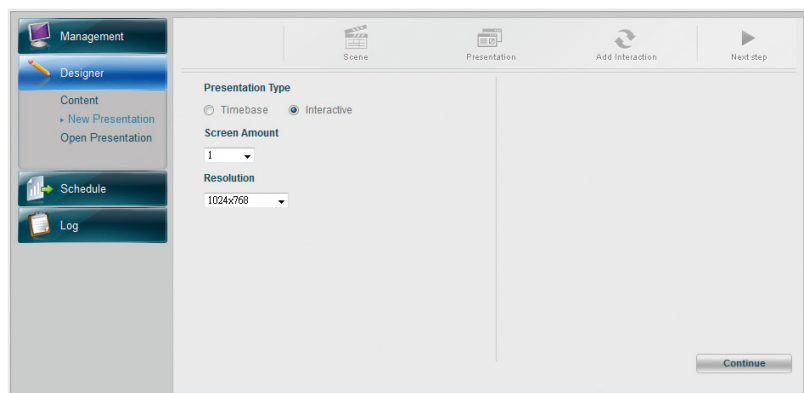 Management
Designer
Content
New Presentation
Open Presentation
Schedule
Log
Scene
Presentation
Add Interaction
Next step
Presentation Type
Timebase Interactive
Screen Amount
1
Resolution
1024x768
Continue